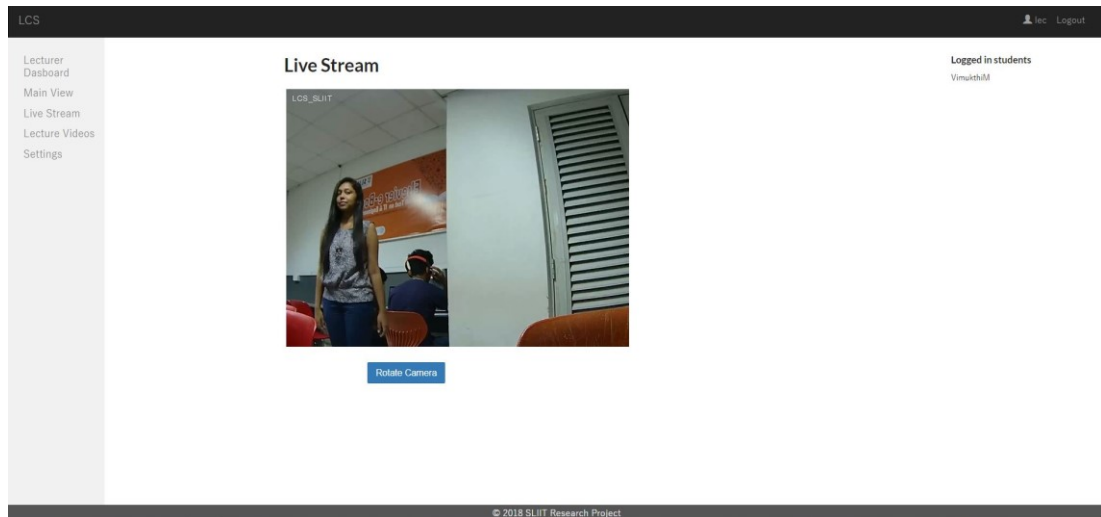 LCS
lec Logout
Lecturer
Dasboard
Main View
Live Stream
Lecture Videos
Settings
Live Stream
LCS_SLIIT
Rotate Camera
Logged in students
VimukthiM
© 2018 SLIIT Research Project